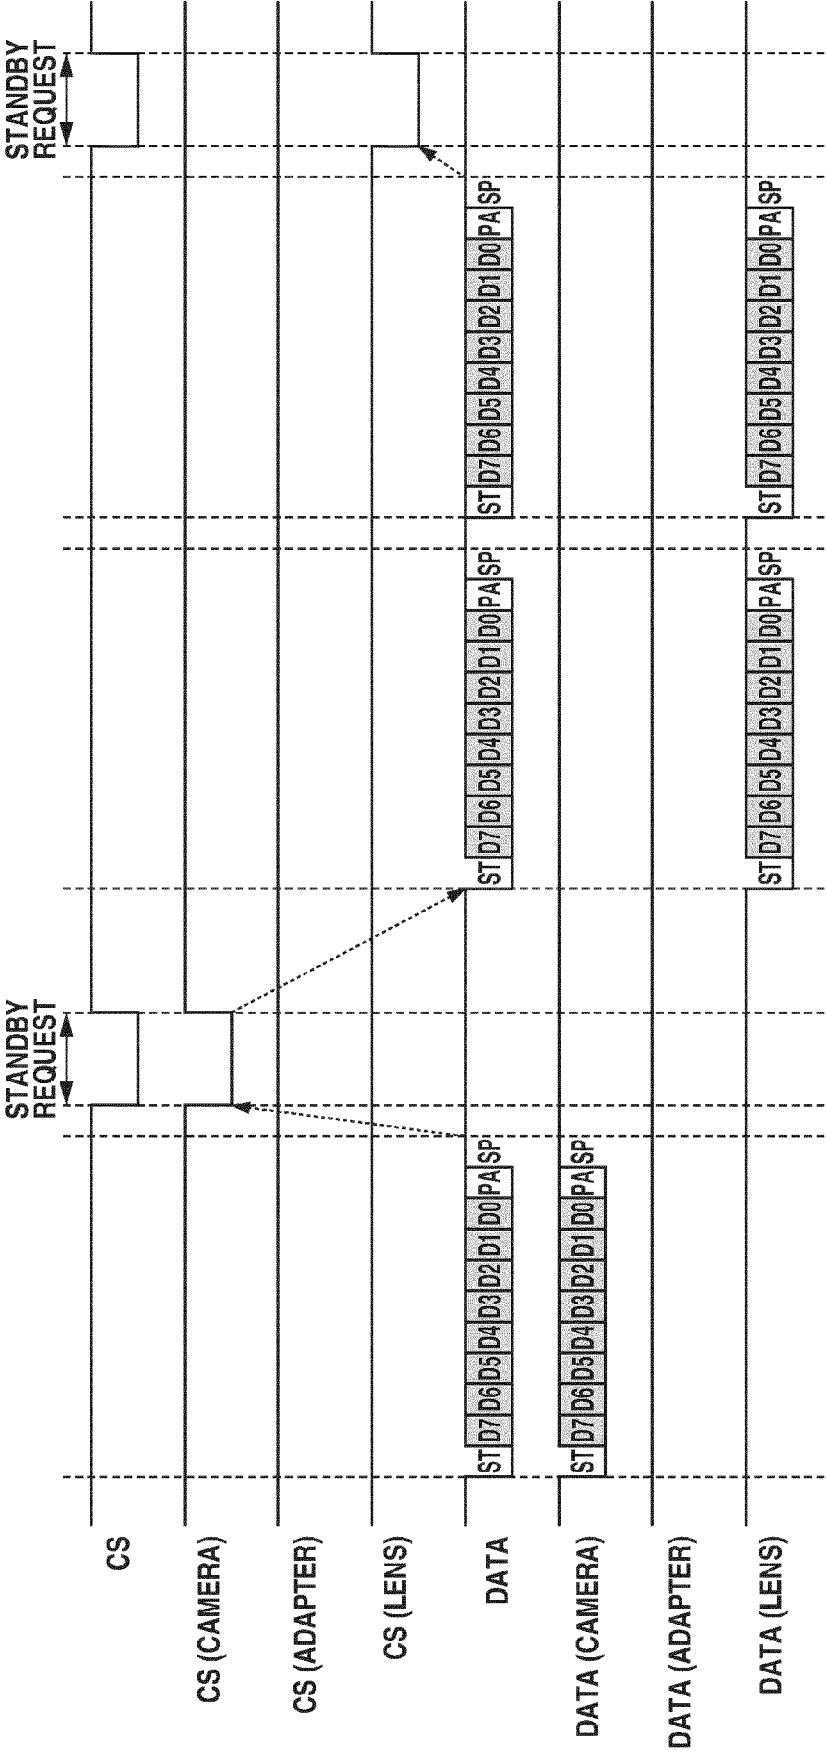 STANDBY
REQUEST
STANDBY
REQUEST
CS
CS (CAMERA)
CS (ADAPTER)
CS (LENS)
DATA
ST D7 D6 D5 D4 D3 D2 D1 D0 PA SP
ST D7 D6 D5 D4 D3 D2 D1 D0 PA SP
ST D7 D6 D5 D4 D3 D2 D1 D0 PA SP
DATA (CAMERA)
ST D7 D6 D5 D4 D3 D2 D1 D0 PA SP
DATA (ADAPTER)
DATA (LENS)
ST D7 D6 D5 D4 D3 D2 D1 D0 PA SP
ST D7 D6 D5 D4 D3 D2 D1 D0 PA SP